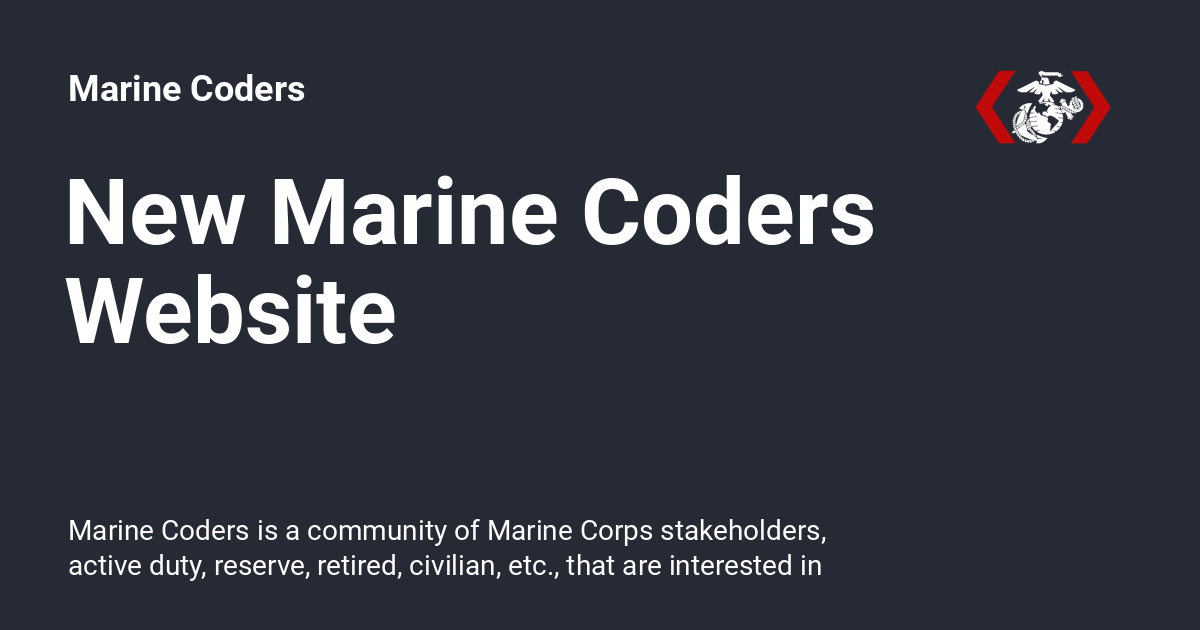 Marine Coders
New Marine Coders
Website
Marine Coders is a community of Marine Corps stakeholders,
active duty, reserve, retired, civilian, etc., that are interested in